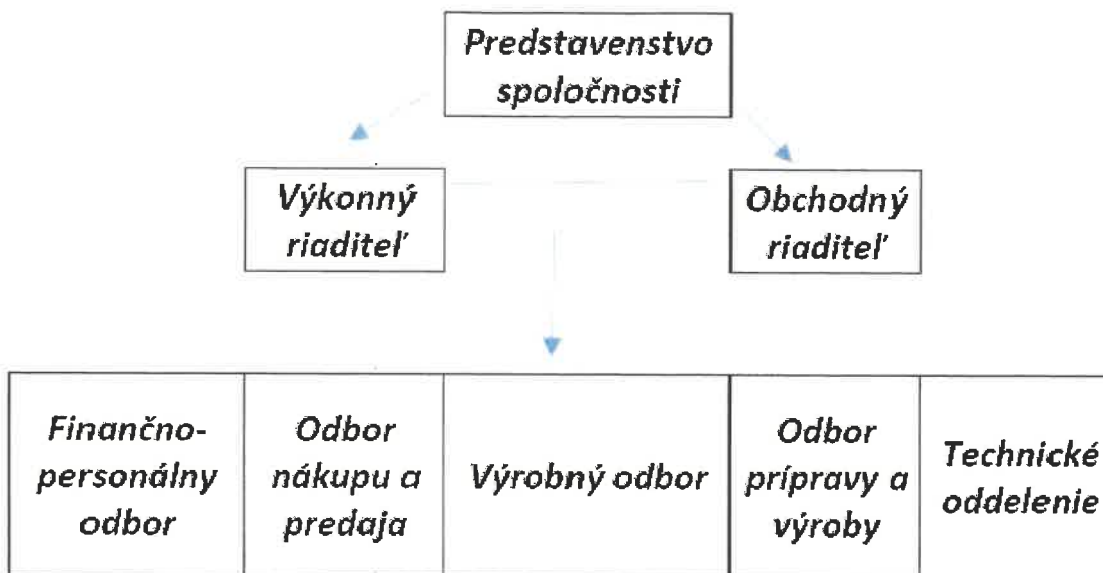 Predstavenstvo
spoločnosti
Výkonný
riaditeľ
Obchodný
riaditeľ
Finančno-
personálny
odbor
Odbor
nákupu a
predaja
Výrobný odbor
Odbor
prípravy a
výroby
Technické
oddelenie